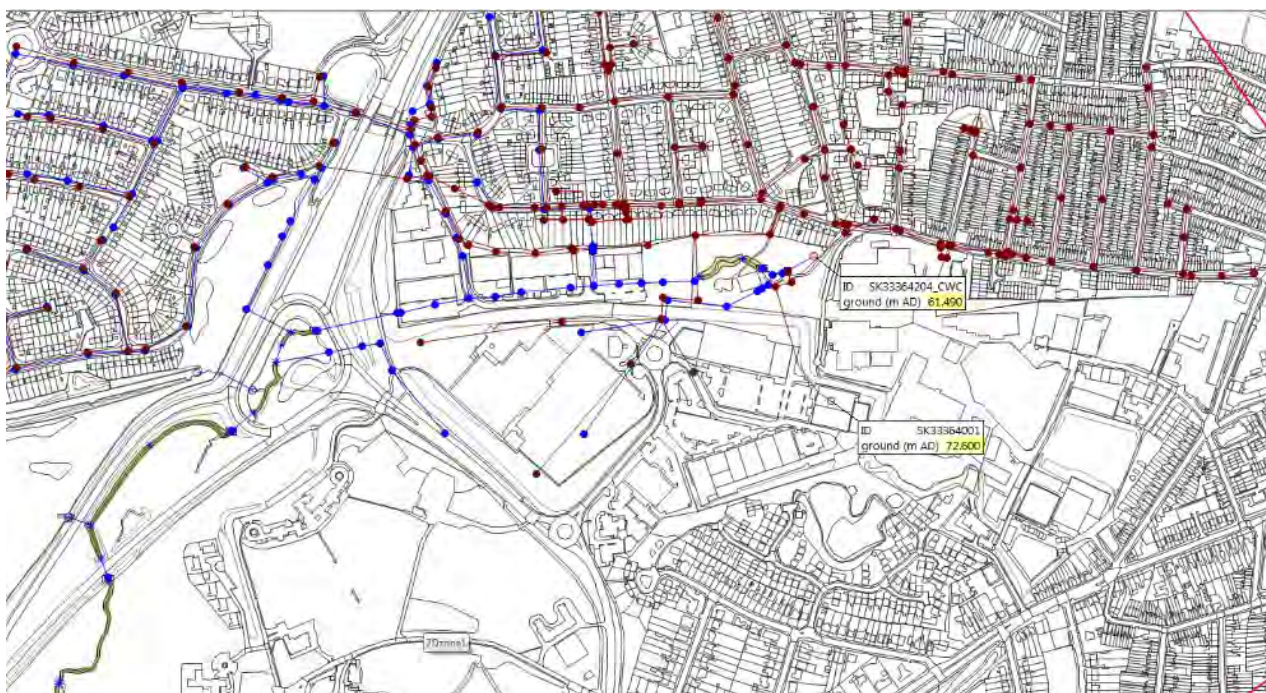 ID SK33364204_CWC
ground (m AD) 61.490
ID SK33364001
ground (m AD) 72.600
2Dzone1